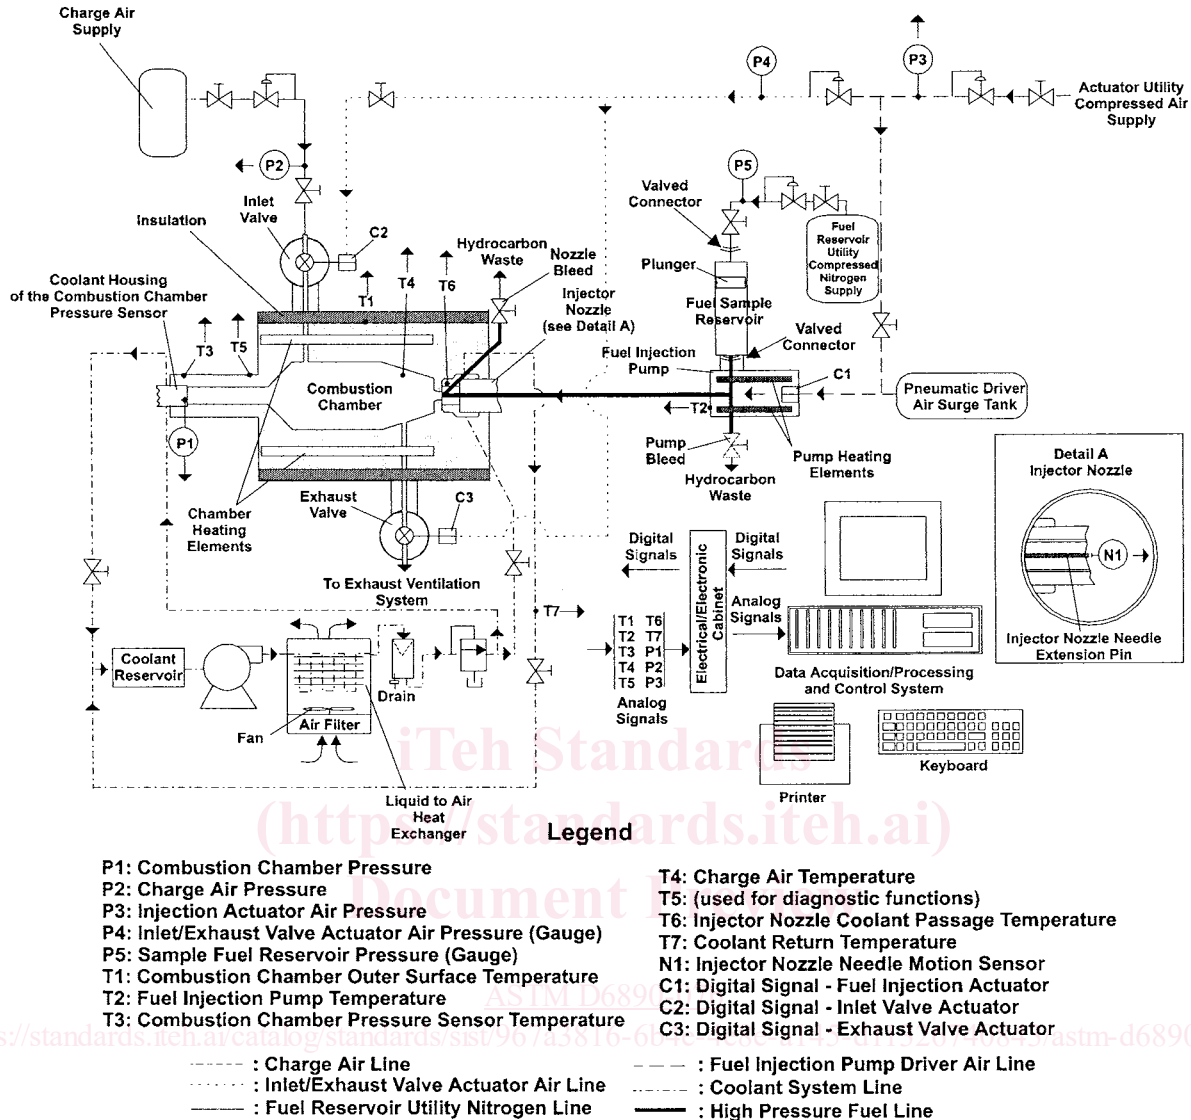 Charge Air
Supply
P4
P3
Actuator Utility
Compressed Air
Supply
P2
P5
Inlet
Valve
Insulation
Valved
Connector
C2
Hydrocarbon
Waste
Nozzle
Bleed
Fuel
Reservoir
Utility
Compressed
Nitrogen
Supply
Plunger
Coolant Housing
of the Combustion Chamber
Pressure Sensor
T1
T4
T6
Injector
Nozzle
(see Detail A)
Fuel Sample
Reservoir
Valved
Connector
T3
T5
Fuel Injection
Pump
C1
Combustion
Chamber
Pneumatic Driver
Air Surge Tank
T2
P1
Pump
Bleed
Pump Heating
Elements
Hydrocarbon
Waste
Detail A
Injector Nozzle
N1
Injector Nozzle Needle
Extension Pin
Chamber
Heating
Elements
Exhaust
Valve
C3
To Exhaust Ventilation
System
Digital
Signals
Electrical/Electronic
Cabinet
Digital
Signals
Analog
Signals
T7
T1 T6
T2 T7
T3 P1
T4 P2
T5 P3
Analog
Signals
Data Acquisition/Processing
and Control System
Coolant
Reservoir
Drain
Fan
Air Filter
Liquid to Air
Heat
Exchanger
Printer
Keyboard
iTeh Standards
(https://standards.iteh.ai)
Document Preview
Legend
P1: Combustion Chamber Pressure
P2: Charge Air Pressure
P3: Injection Actuator Air Pressure
P4: Inlet/Exhaust Valve Actuator Air Pressure (Gauge)
P5: Sample Fuel Reservoir Pressure (Gauge)
T1: Combustion Chamber Outer Surface Temperature
T2: Fuel Injection Pump Temperature
T3: Combustion Chamber Pressure Sensor Temperature
T4: Charge Air Temperature
T5: (used for diagnostic functions)
T6: Injector Nozzle Coolant Passage Temperature
T7: Coolant Return Temperature
N1: Injector Nozzle Needle Motion Sensor
C1: Digital Signal - Fuel Injection Actuator
C2: Digital Signal - Inlet Valve Actuator
C3: Digital Signal - Exhaust Valve Actuator
: Charge Air Line
: Inlet/Exhaust Valve Actuator Air Line
: Fuel Reservoir Utility Nitrogen Line
: Fuel Injection Pump Driver Air Line
: Coolant System Line
: High Pressure Fuel Line